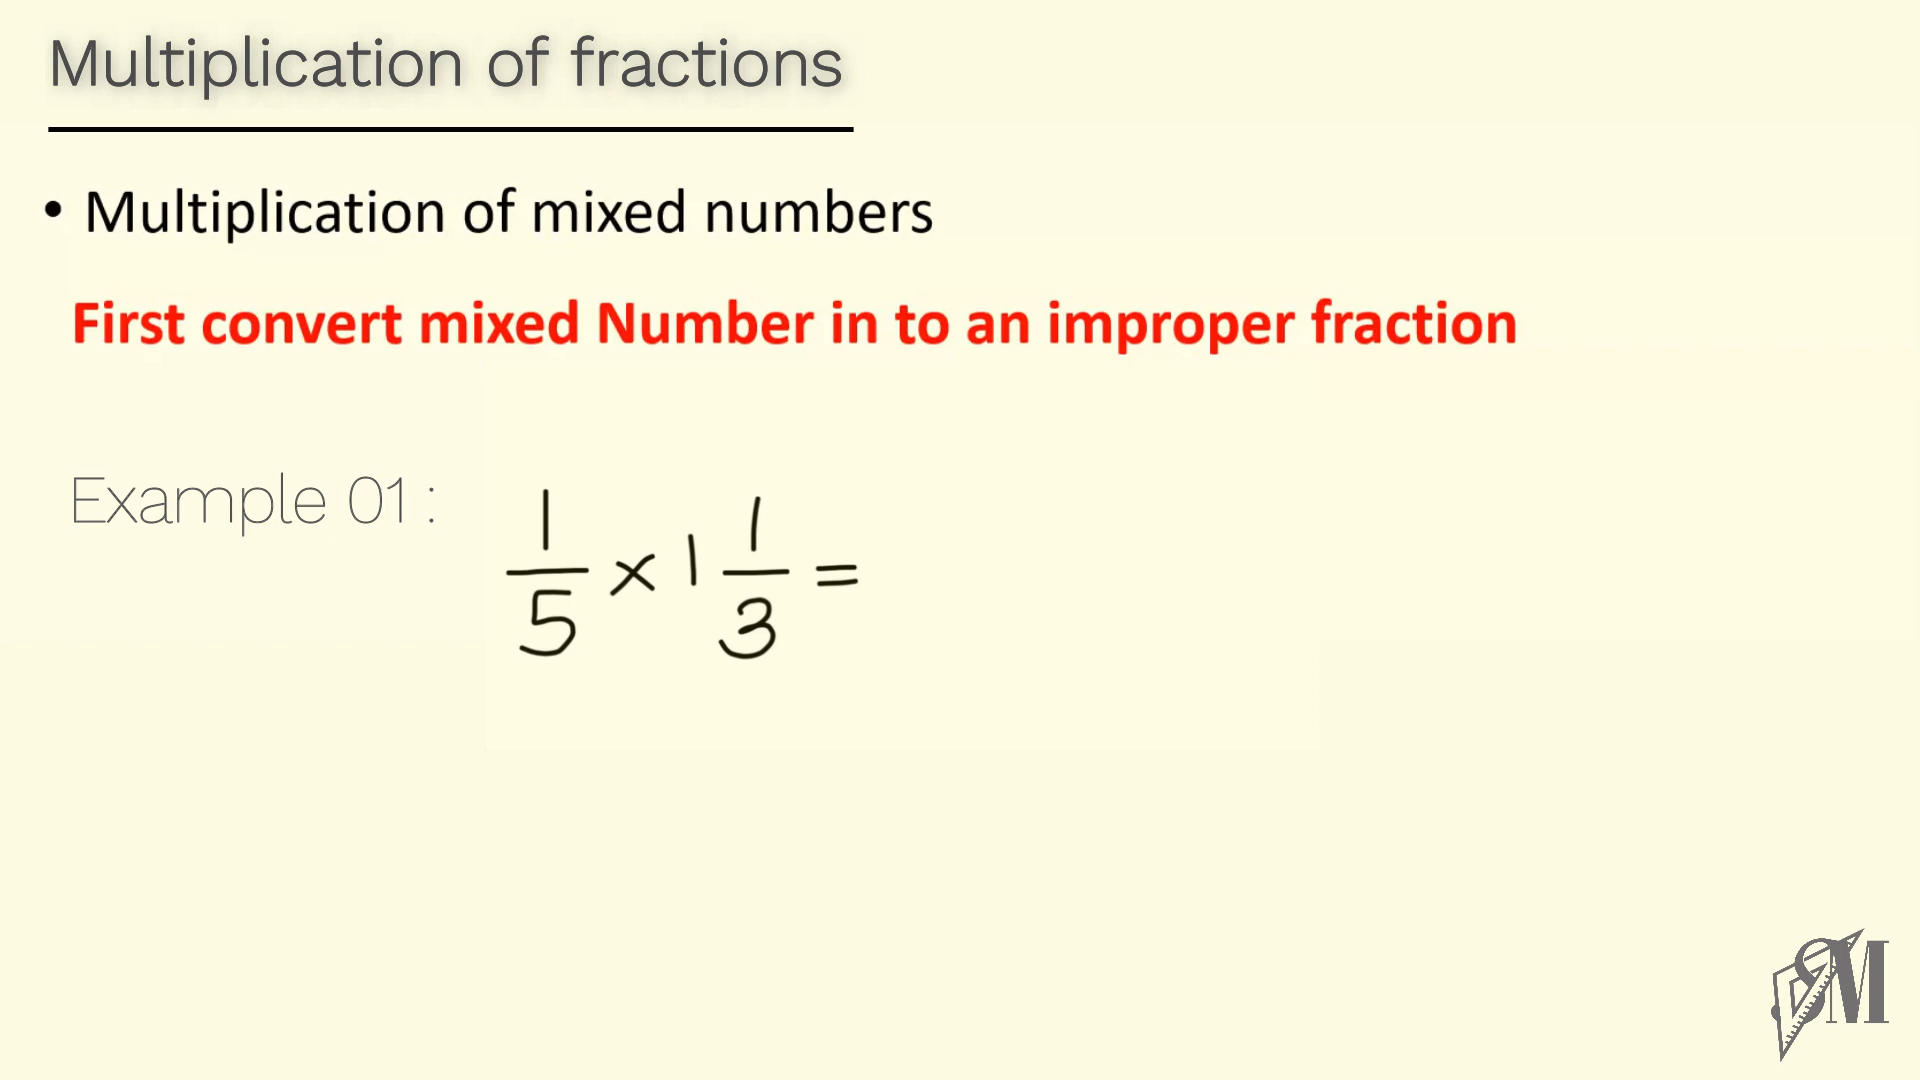 Multiplication of fractions
• Multiplication of mixed numbers
First convert mixed Number in to an improper fraction
Example 01 :
1/5 × 1 1/3 =
SM